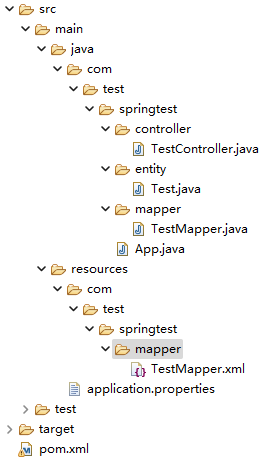 src
main
java
com
test
springtest
controller
TestController.java
entity
Test.java
mapper
TestMapper.java
App.java
resources
com
test
springtest
mapper
TestMapper.xml
application.properties
test
target
pom.xml